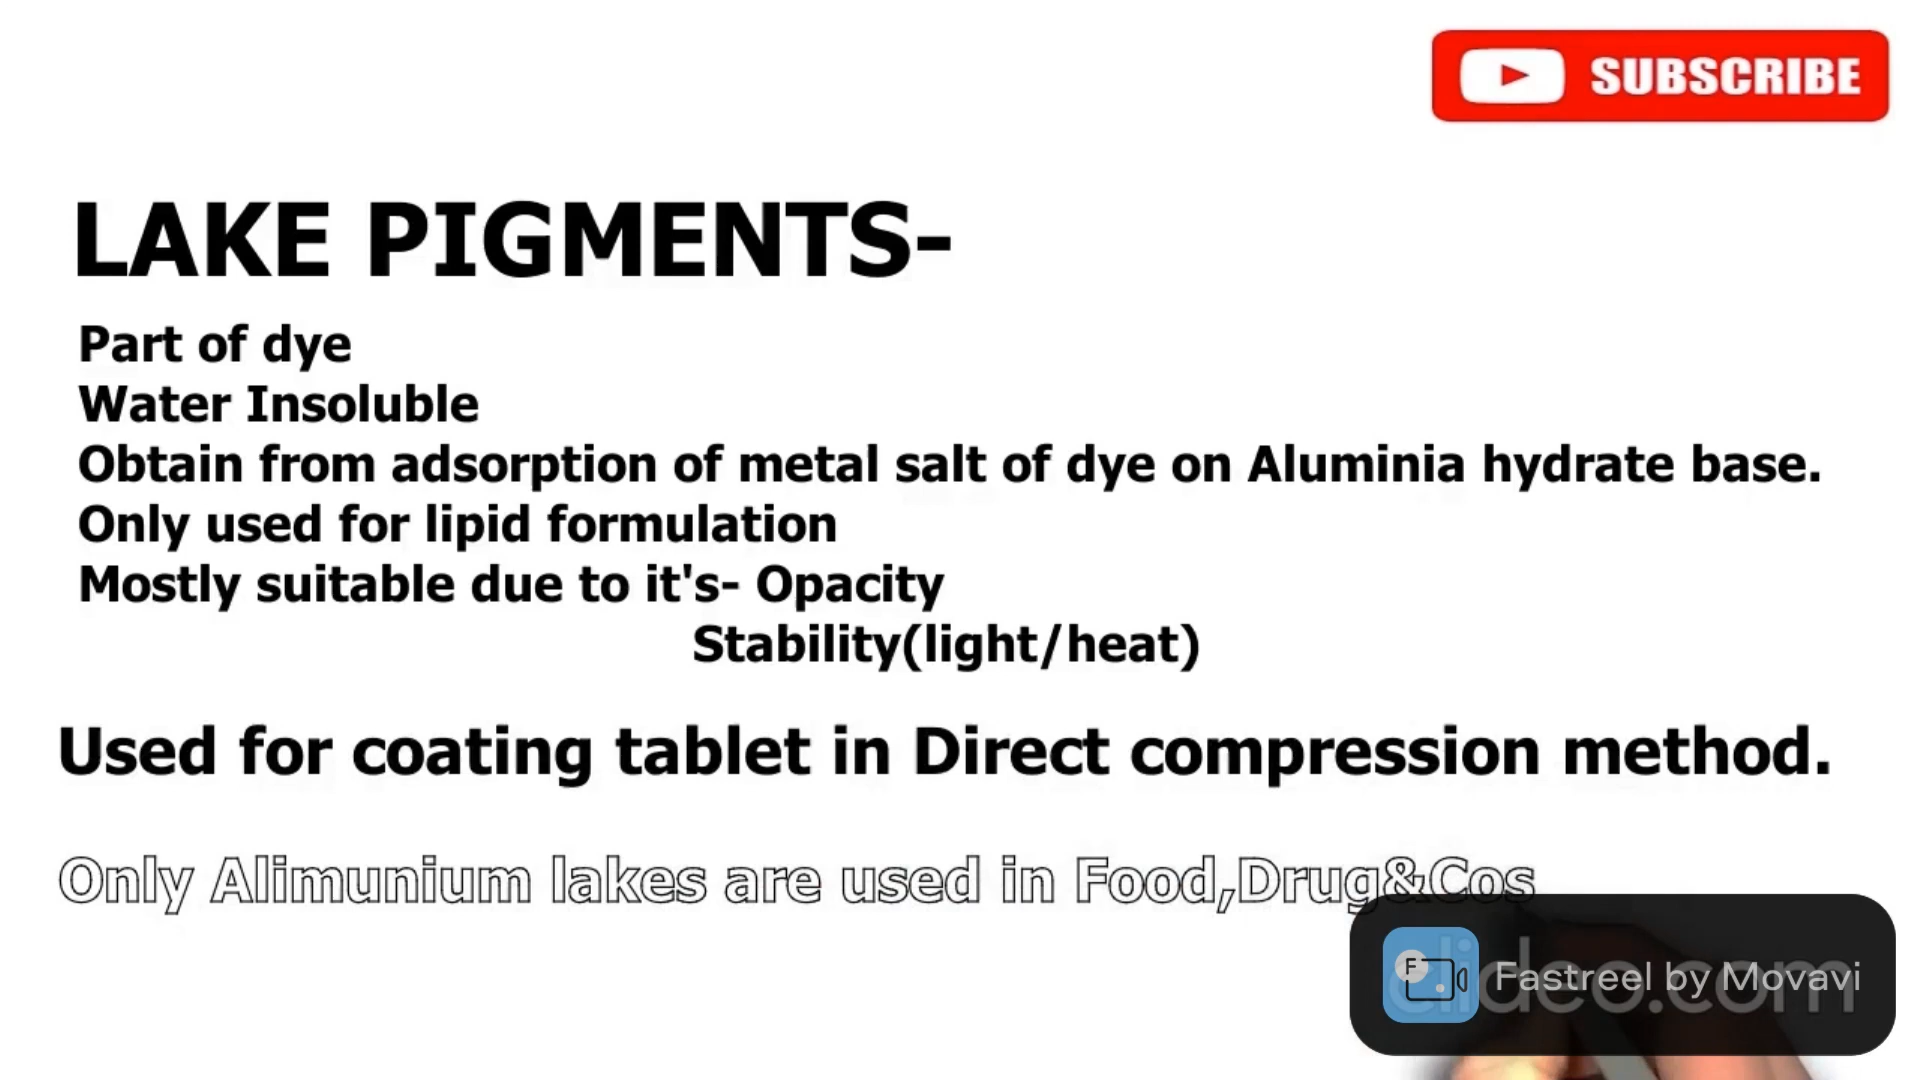 SUBSCRIBE
LAKE PIGMENTS-
Part of dye
Water Insoluble
Obtain from adsorption of metal salt of dye on Aluminia hydrate base.
Only used for lipid formulation
Mostly suitable due to it's- Opacity
Stability(light/heat)
Used for coating tablet in Direct compression method.
Only Alimunium lakes are used in Food,Drug&Cos
clideo.com
F
Fastreel by Movavi